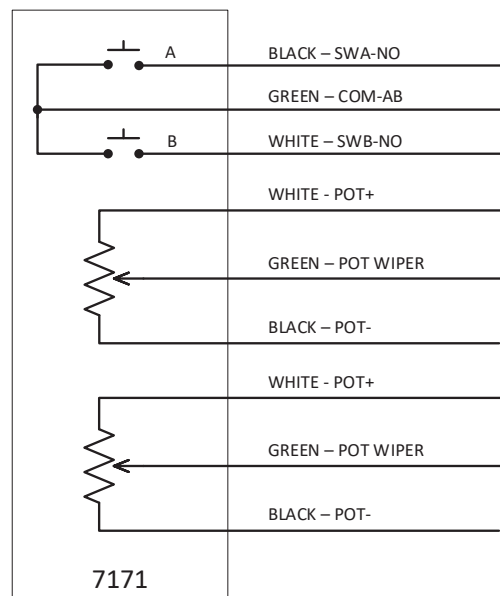 A
BLACK – SWA-NO
GREEN – COM-AB
B
WHITE – SWB-NO
WHITE - POT+
GREEN – POT WIPER
BLACK – POT-
WHITE - POT+
GREEN – POT WIPER
BLACK – POT-
7171